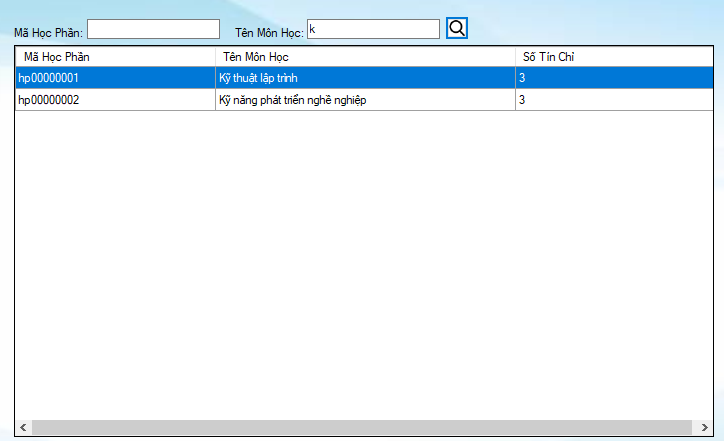 Mã Học Phần: Tên Môn Học: k
Mã Học Phần Tên Môn Học Số Tín Chỉ
hp00000001 Kỹ thuật lập trình 3
hp00000002 Kỹ năng phát triển nghề nghiệp 3